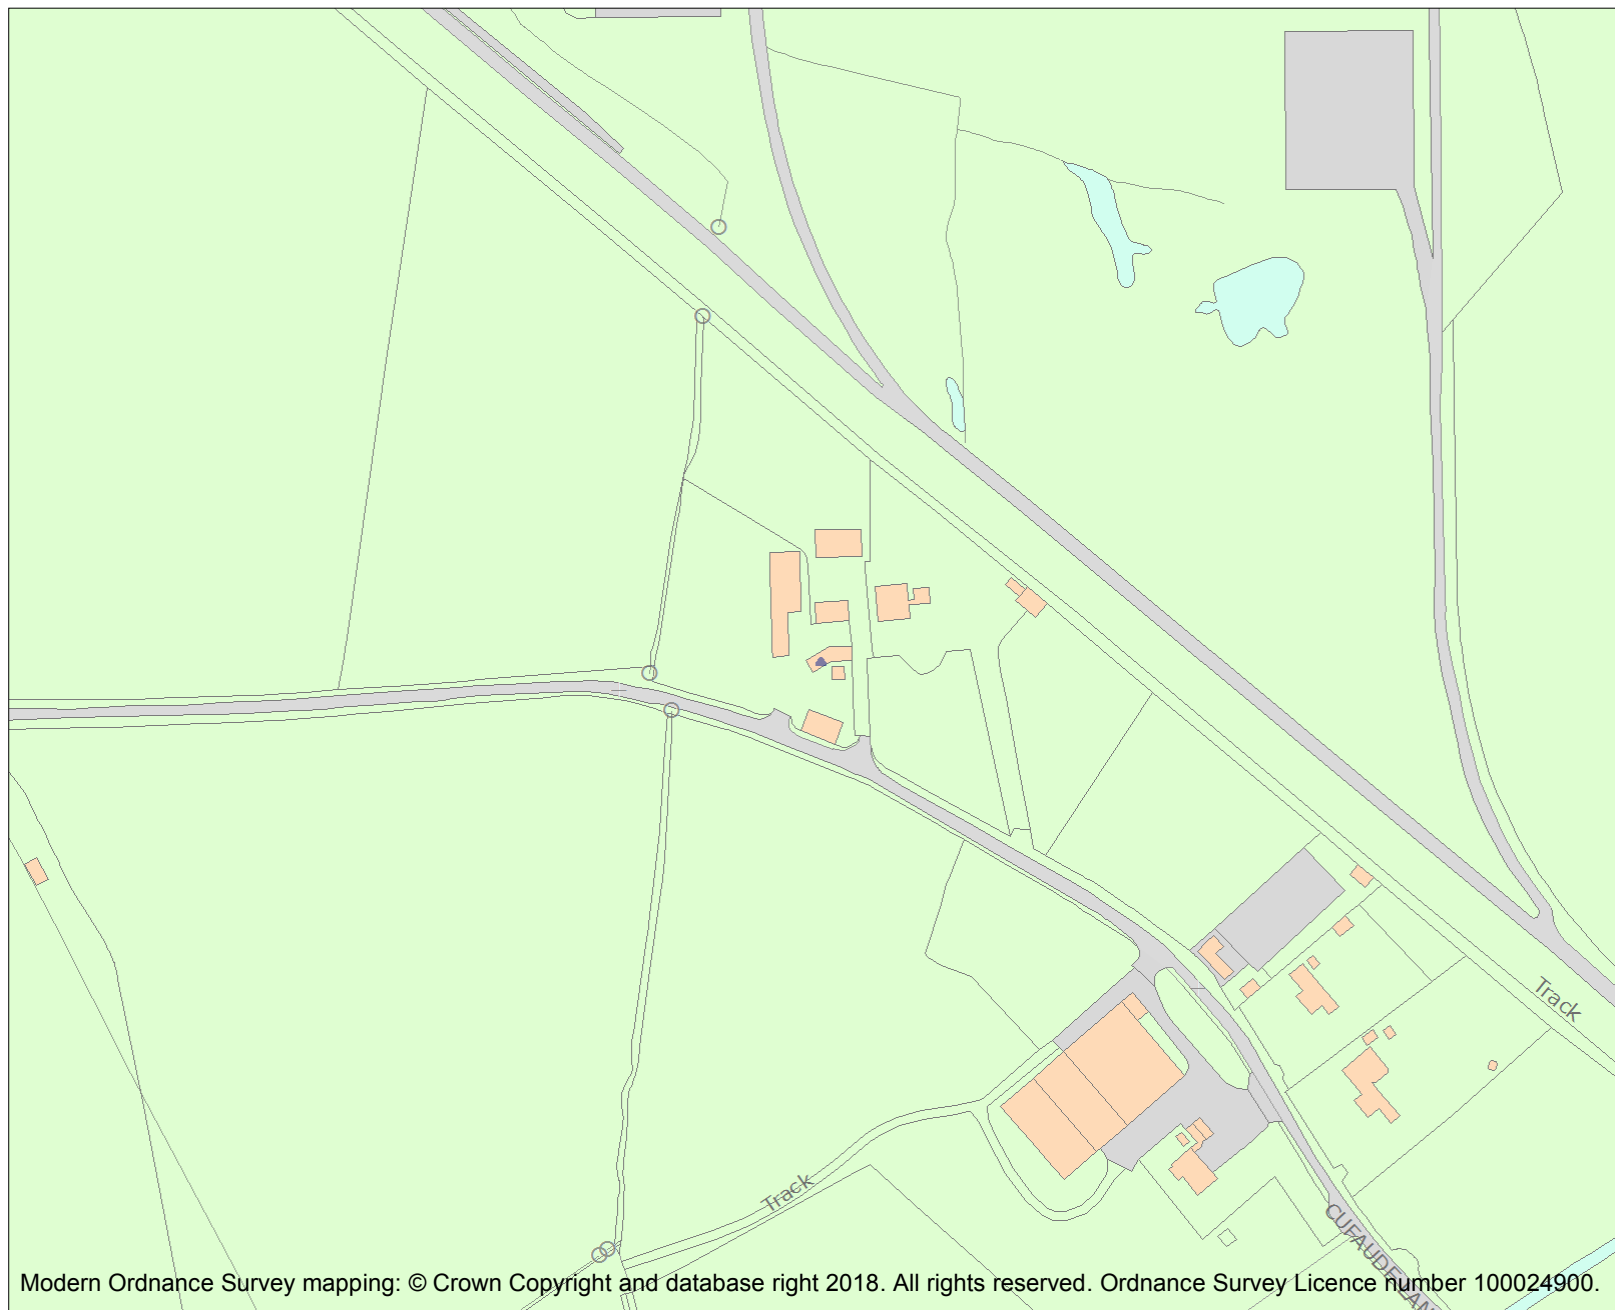 Track
Track
CUFAUDE LANE
Modern Ordnance Survey mapping: © Crown Copyright and database right 2018. All rights reserved. Ordnance Survey Licence number 100024900.